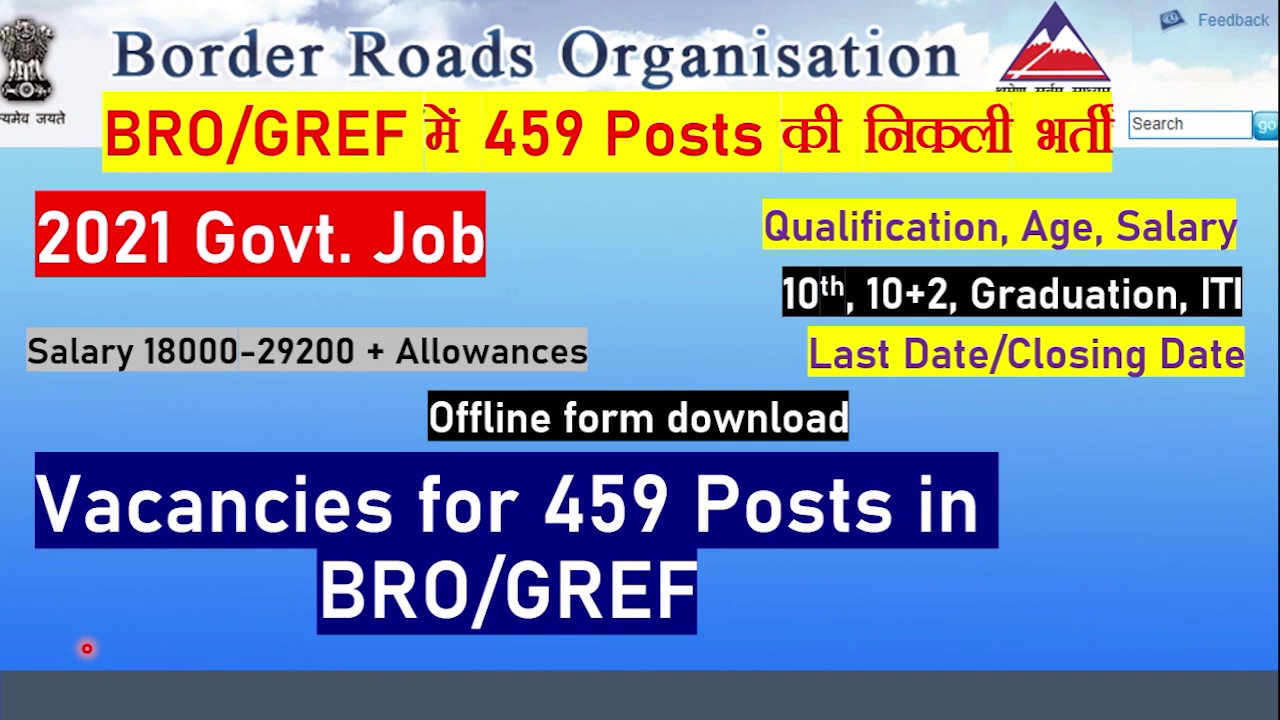 Feedback
Border Roads Organisation
BRO/GREF में 459 Posts की निकली भर्ती
Search
go
2021 Govt. Job
Qualification, Age, Salary
10th, 10+2, Graduation, ITI
Salary 18000-29200 + Allowances
Last Date/Closing Date
Offline form download
Vacancies for 459 Posts in
BRO/GREF